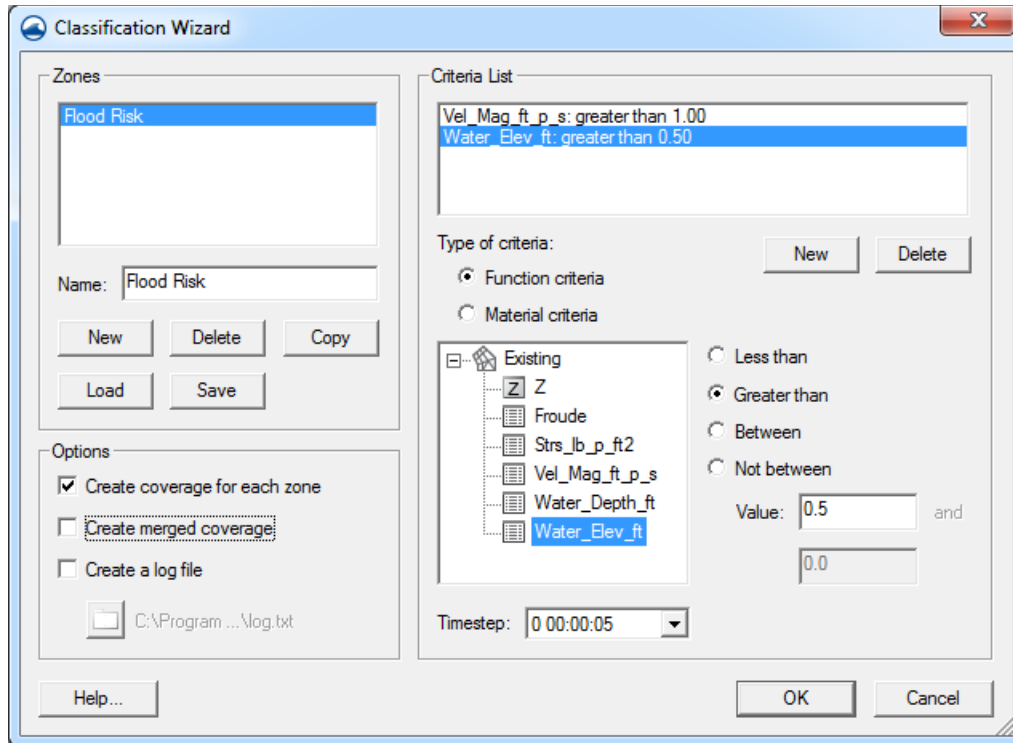 Classification Wizard
Zones
Flood Risk
Name: Flood Risk
New Delete Copy
Load Save
Options
Create coverage for each zone
Create merged coverage
Create a log file
C:\Program ...\log.txt
Criteria List
Vel_Mag_ft_p_s: greater than 1.00
Water_Elev_ft: greater than 0.50
Type of criteria:
New Delete
Function criteria
Material criteria
Existing
Z Z
Froude
Strs_lb_p_ft2
Vel_Mag_ft_p_s
Water_Depth_ft
Water_Elev_ft
Less than
Greater than
Between
Not between
Value: 0.5 and
0.0
Timestep: 0 00:00:05
Help... OK Cancel